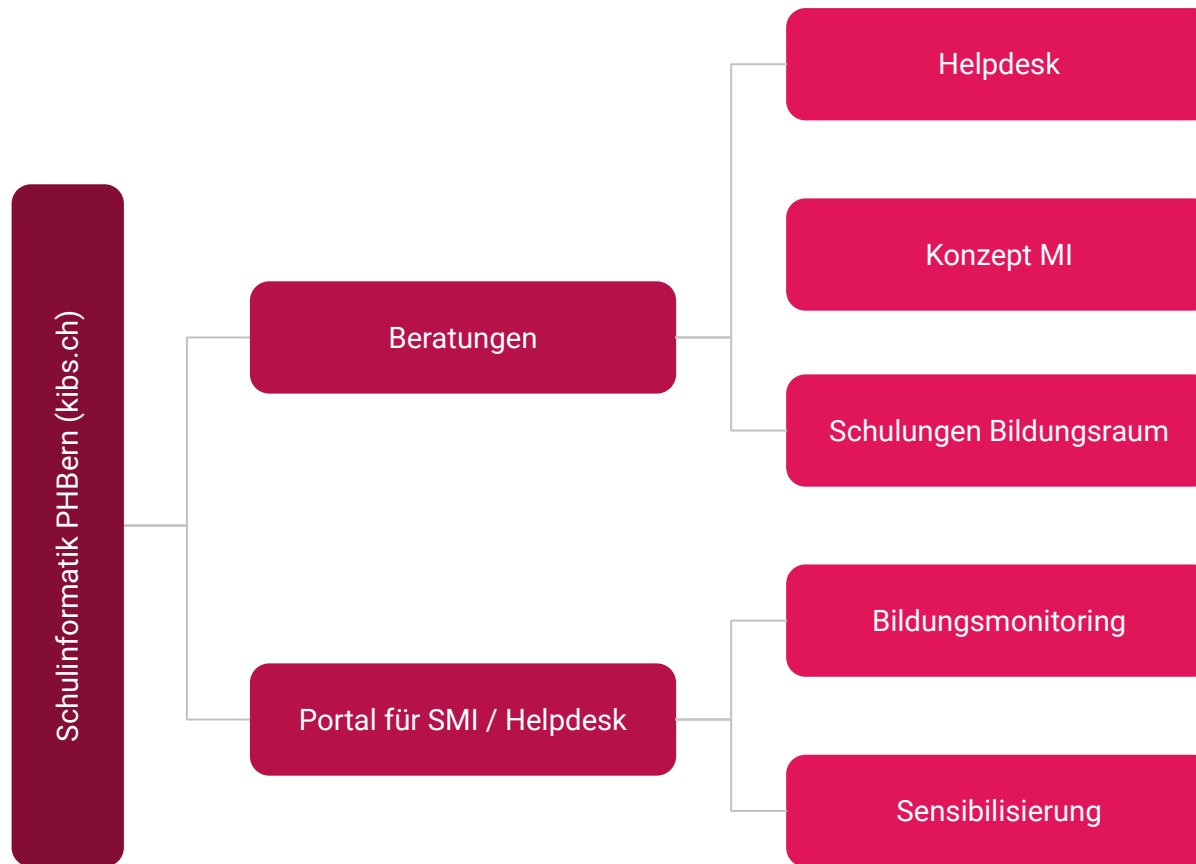 Schulinformatik PHBern (kibs.ch)
Beratungen
Helpdesk
Konzept MI
Schulungen Bildungsraum
Portal für SMI / Helpdesk
Bildungsmonitoring
Sensibilisierung